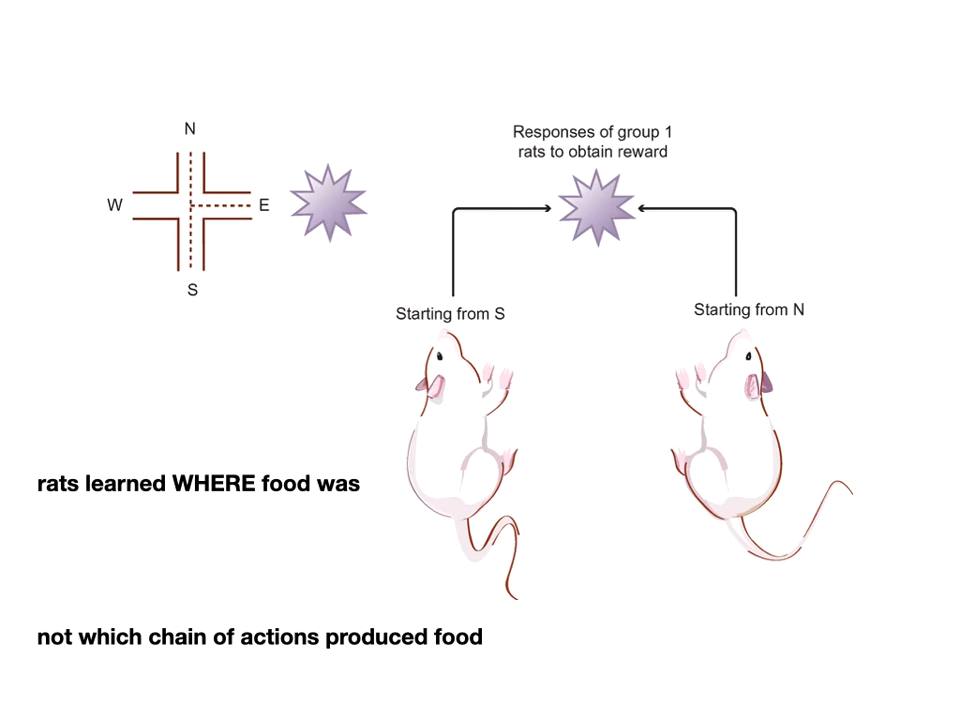 N
Responses of group 1
rats to obtain reward
W
E
S
Starting from S
Starting from N
rats learned WHERE food was
not which chain of actions produced food